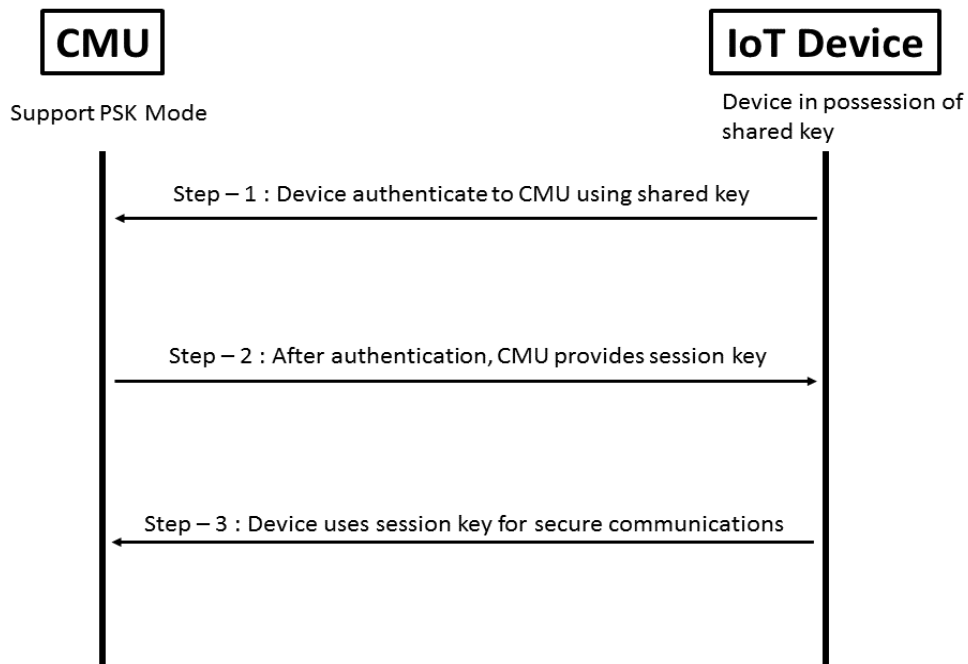 CMU
IoT Device
Support PSK Mode
Device in possession of
shared key
Step – 1 : Device authenticate to CMU using shared key
Step – 2 : After authentication, CMU provides session key
Step – 3 : Device uses session key for secure communications